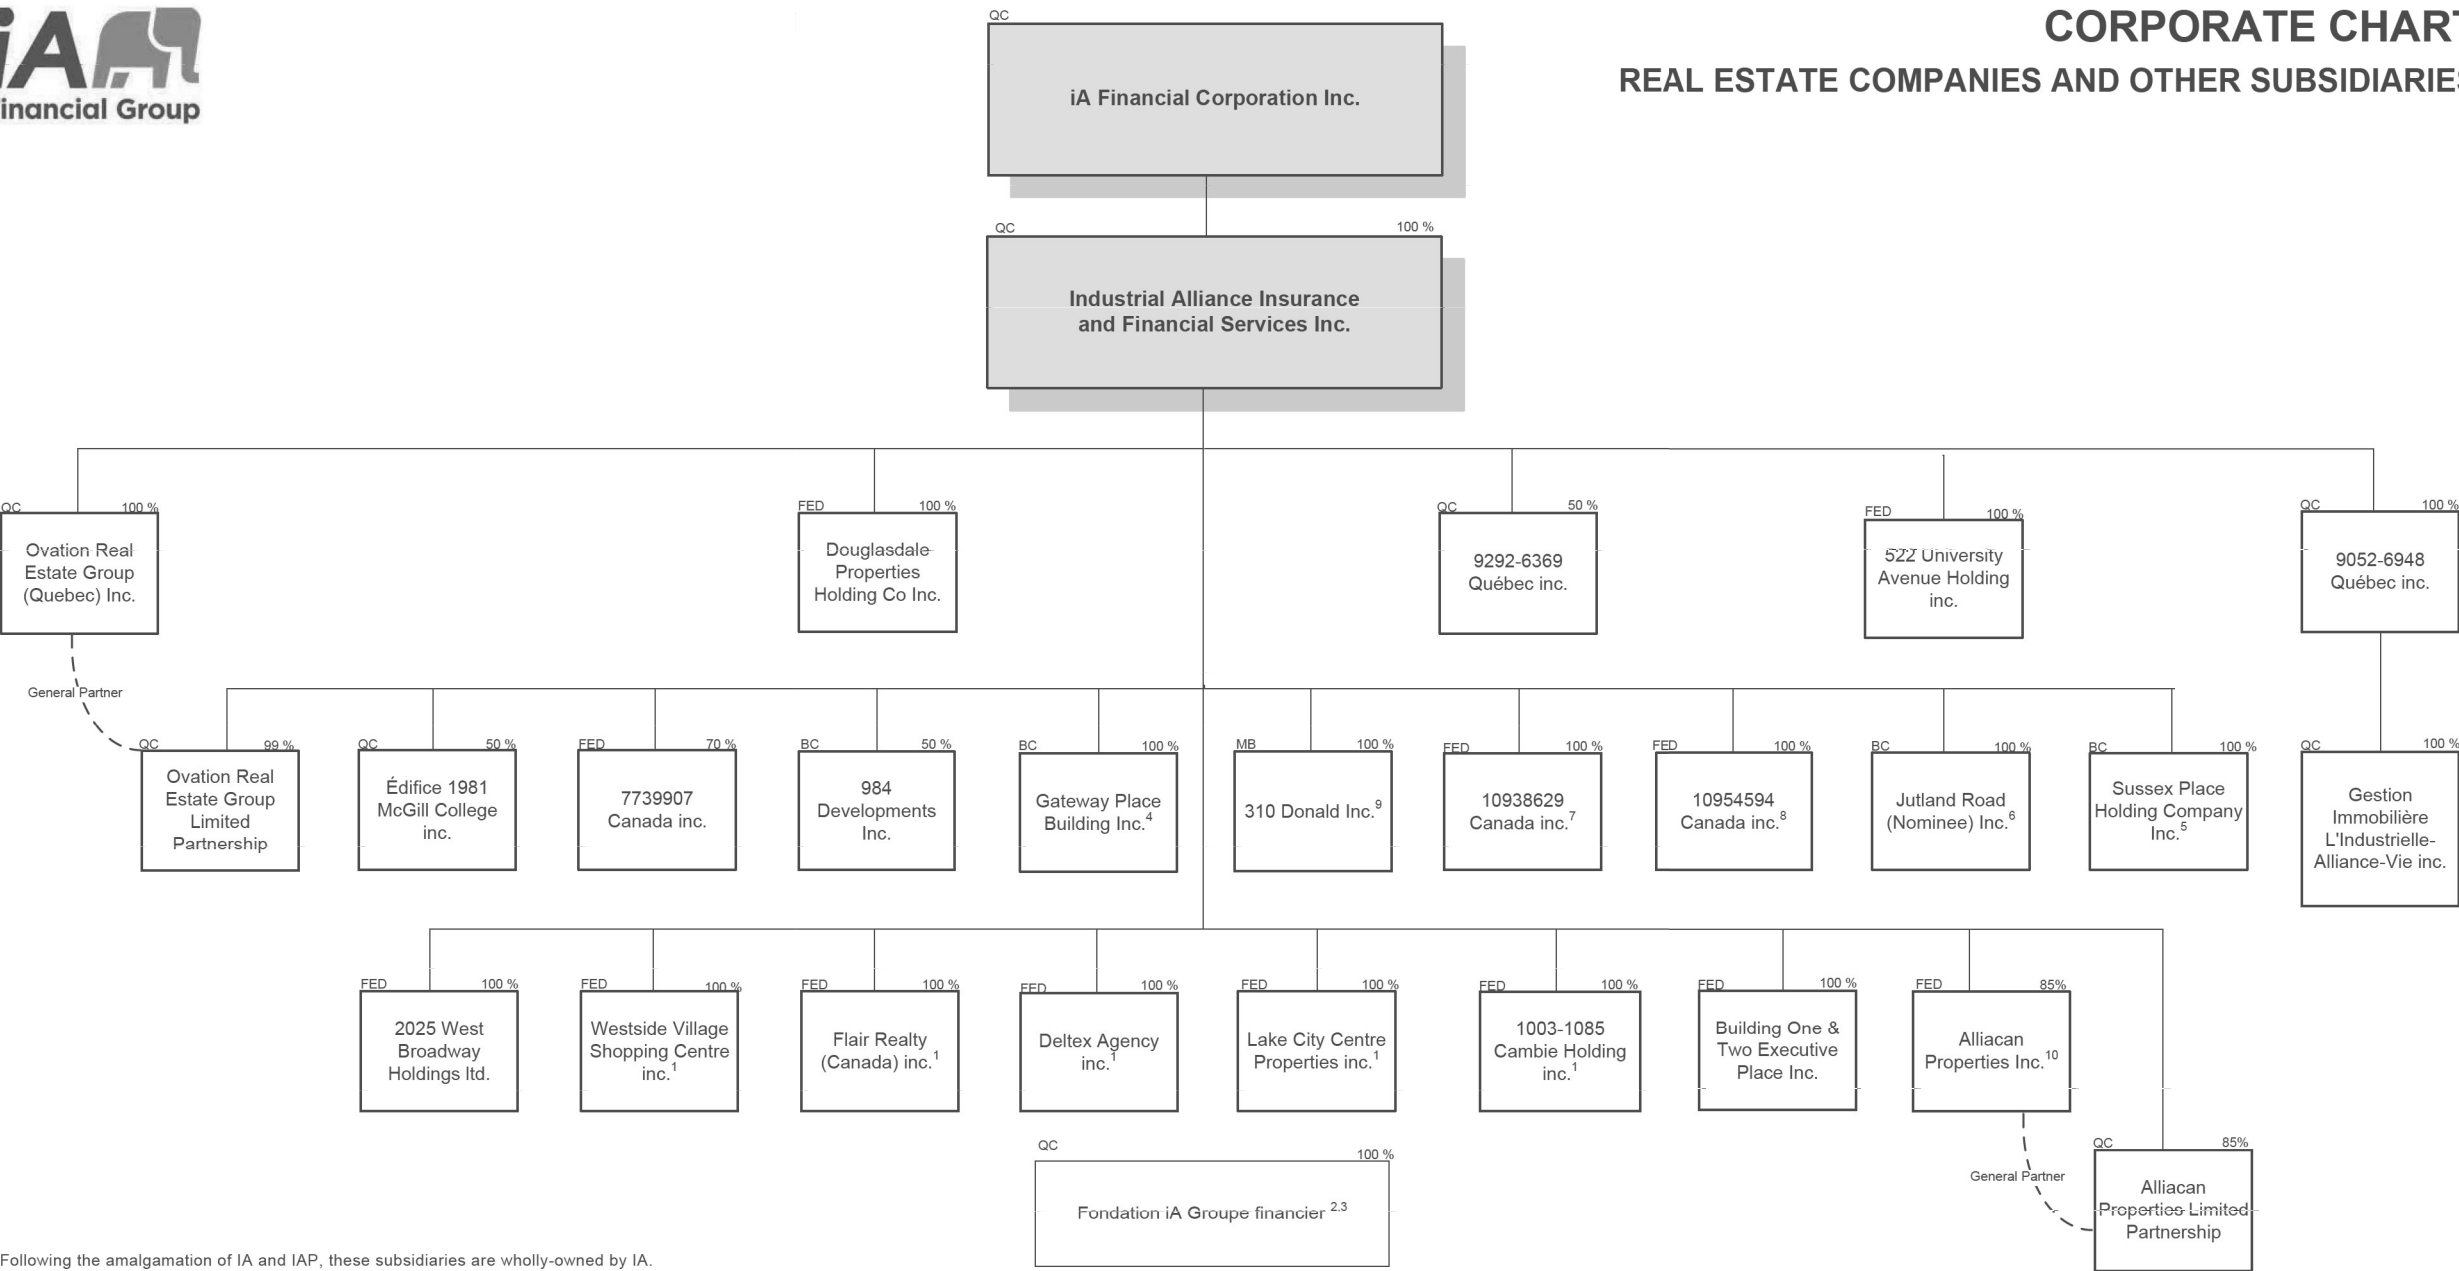 iA
Financial Group
CORPORATE CHART
REAL ESTATE COMPANIES AND OTHER SUBSIDIARIES
QC
iA Financial Corporation Inc.
QC 100 %
Industrial Alliance Insurance
and Financial Services Inc.
QC 100 %
Ovation Real
Estate Group
(Quebec) Inc.
FED 100 %
Douglasdale
Properties
Holding Co Inc.
QC 50 %
9292-6369
Québec inc.
FED 100 %
522 University
Avenue Holding
inc.
QC 100 %
9052-6948
Québec inc.
General Partner
QC 99 %
Ovation Real
Estate Group
Limited
Partnership
QC 50 %
Édifice 1981
McGill College
inc.
FED 70 %
7739907
Canada inc.
BC 50 %
984
Developments
Inc.
BC 100 %
Gateway Place
Building Inc.4
MB 100 %
310 Donald Inc.9
FED 100 %
10938629
Canada inc.7
FED 100 %
10954594
Canada inc.8
BC 100 %
Jutland Road
(Nominee) Inc.6
BC 100 %
Sussex Place
Holding Company
Inc.5
QC 100 %
Gestion
Immobilière
L'Industrielle-
Alliance-Vie inc.
FED 100 %
2025 West
Broadway
Holdings ltd.
FED 100 %
Westside Village
Shopping Centre
inc.1
FED 100 %
Flair Realty
(Canada) inc.1
FED 100 %
Deltex Agency
inc.1
FED 100 %
Lake City Centre
Properties inc.1
FED 100 %
1003-1085
Cambie Holding
inc.1
FED 100 %
Building One &
Two Executive
Place Inc.
FED 85%
Alliacan
Properties Inc.10
QC 100 %
Fondation iA Groupe financier 2.3
General Partner
QC 85%
Alliacan
Properties Limited
Partnership
Following the amalgamation of IA and IAP, these subsidiaries are wholly-owned by IA.